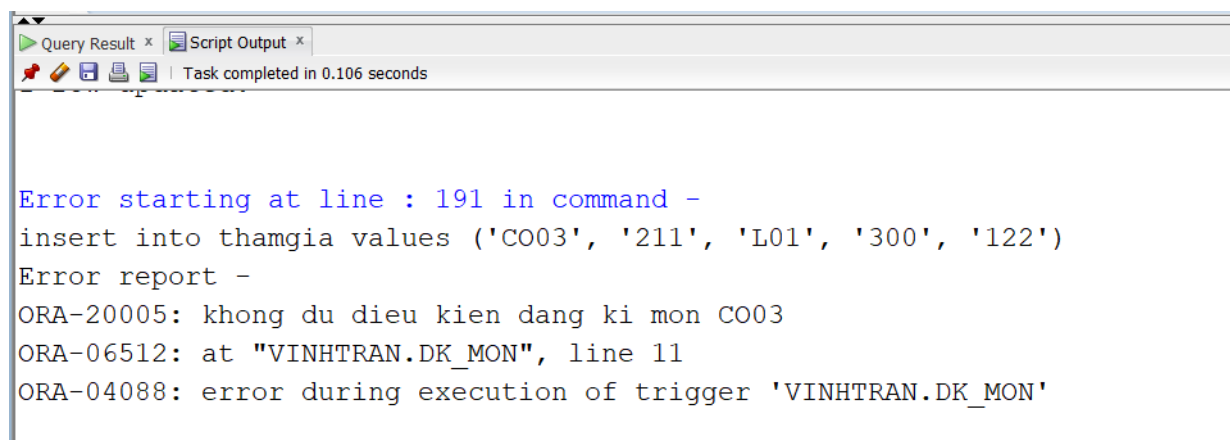 Query Result x Script Output x
Task completed in 0.106 seconds
Error starting at line : 191 in command -
insert into thamgia values ('CO03', '211', 'L01', '300', '122')
Error report -
ORA-20005: khong du dieu kien dang ki mon CO03
ORA-06512: at "VINHTRAN.DK_MON", line 11
ORA-04088: error during execution of trigger 'VINHTRAN.DK_MON'